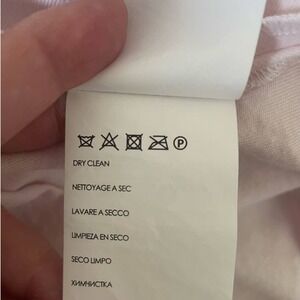 P
DRY CLEAN
NETTOYAGE A SEC
LAVARE A SECCO
LIMPIEZA EN SECO
SECO LIMPO
ХИМЧИСТКА